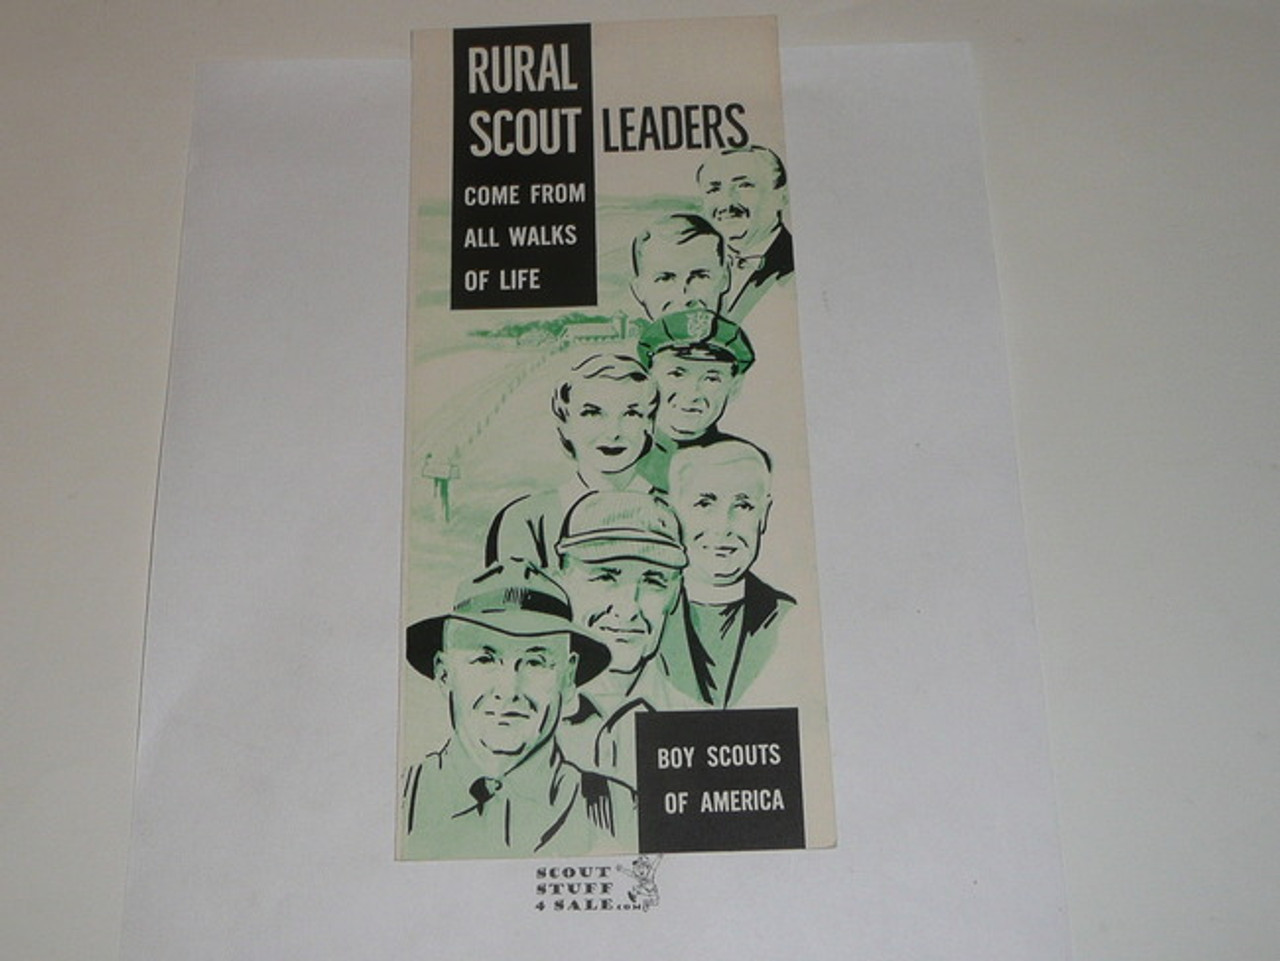 RURAL
SCOUT LEADERS
COME FROM
ALL WALKS
OF LIFE
BOY SCOUTS
OF AMERICA
SCOUT
STUFF
4 SALE.COM